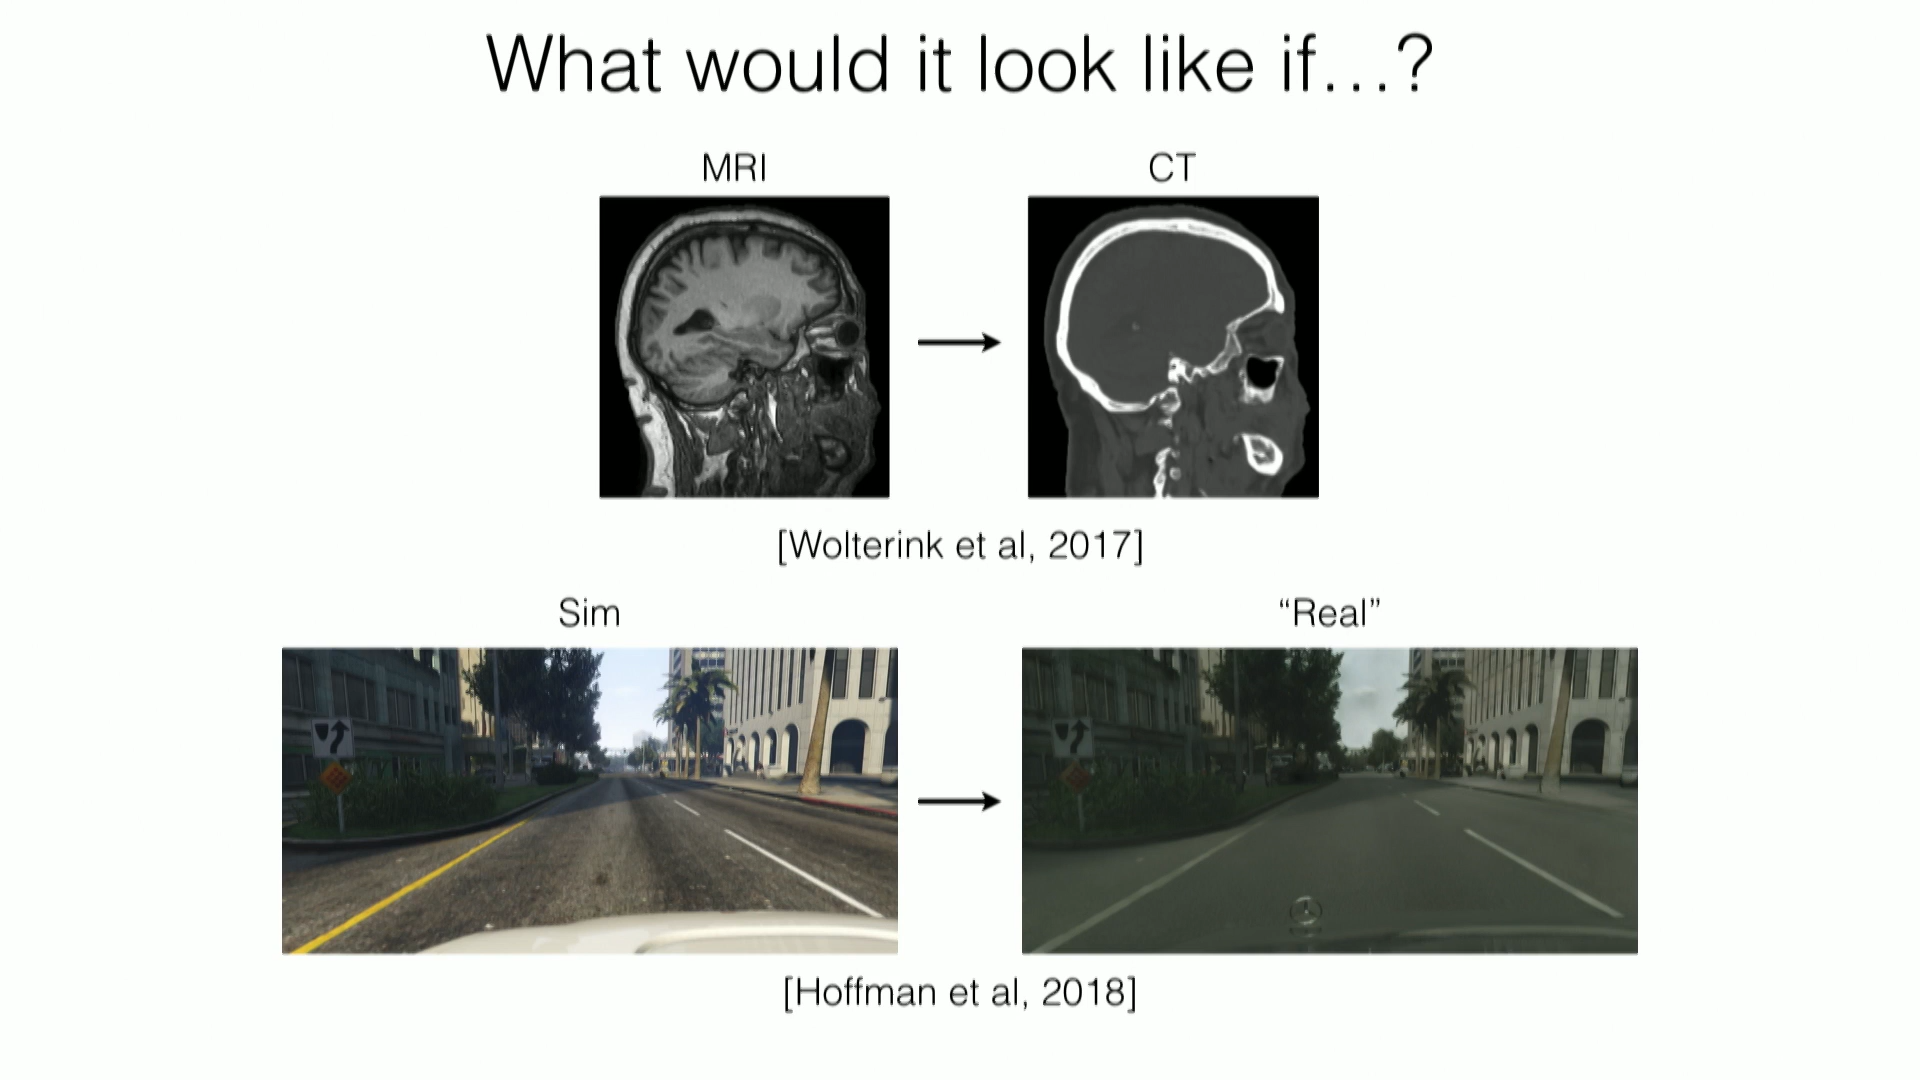 What would it look like if…?
MRI
CT
[Wolterink et al, 2017]
Sim
“Real”
[Hoffman et al, 2018]